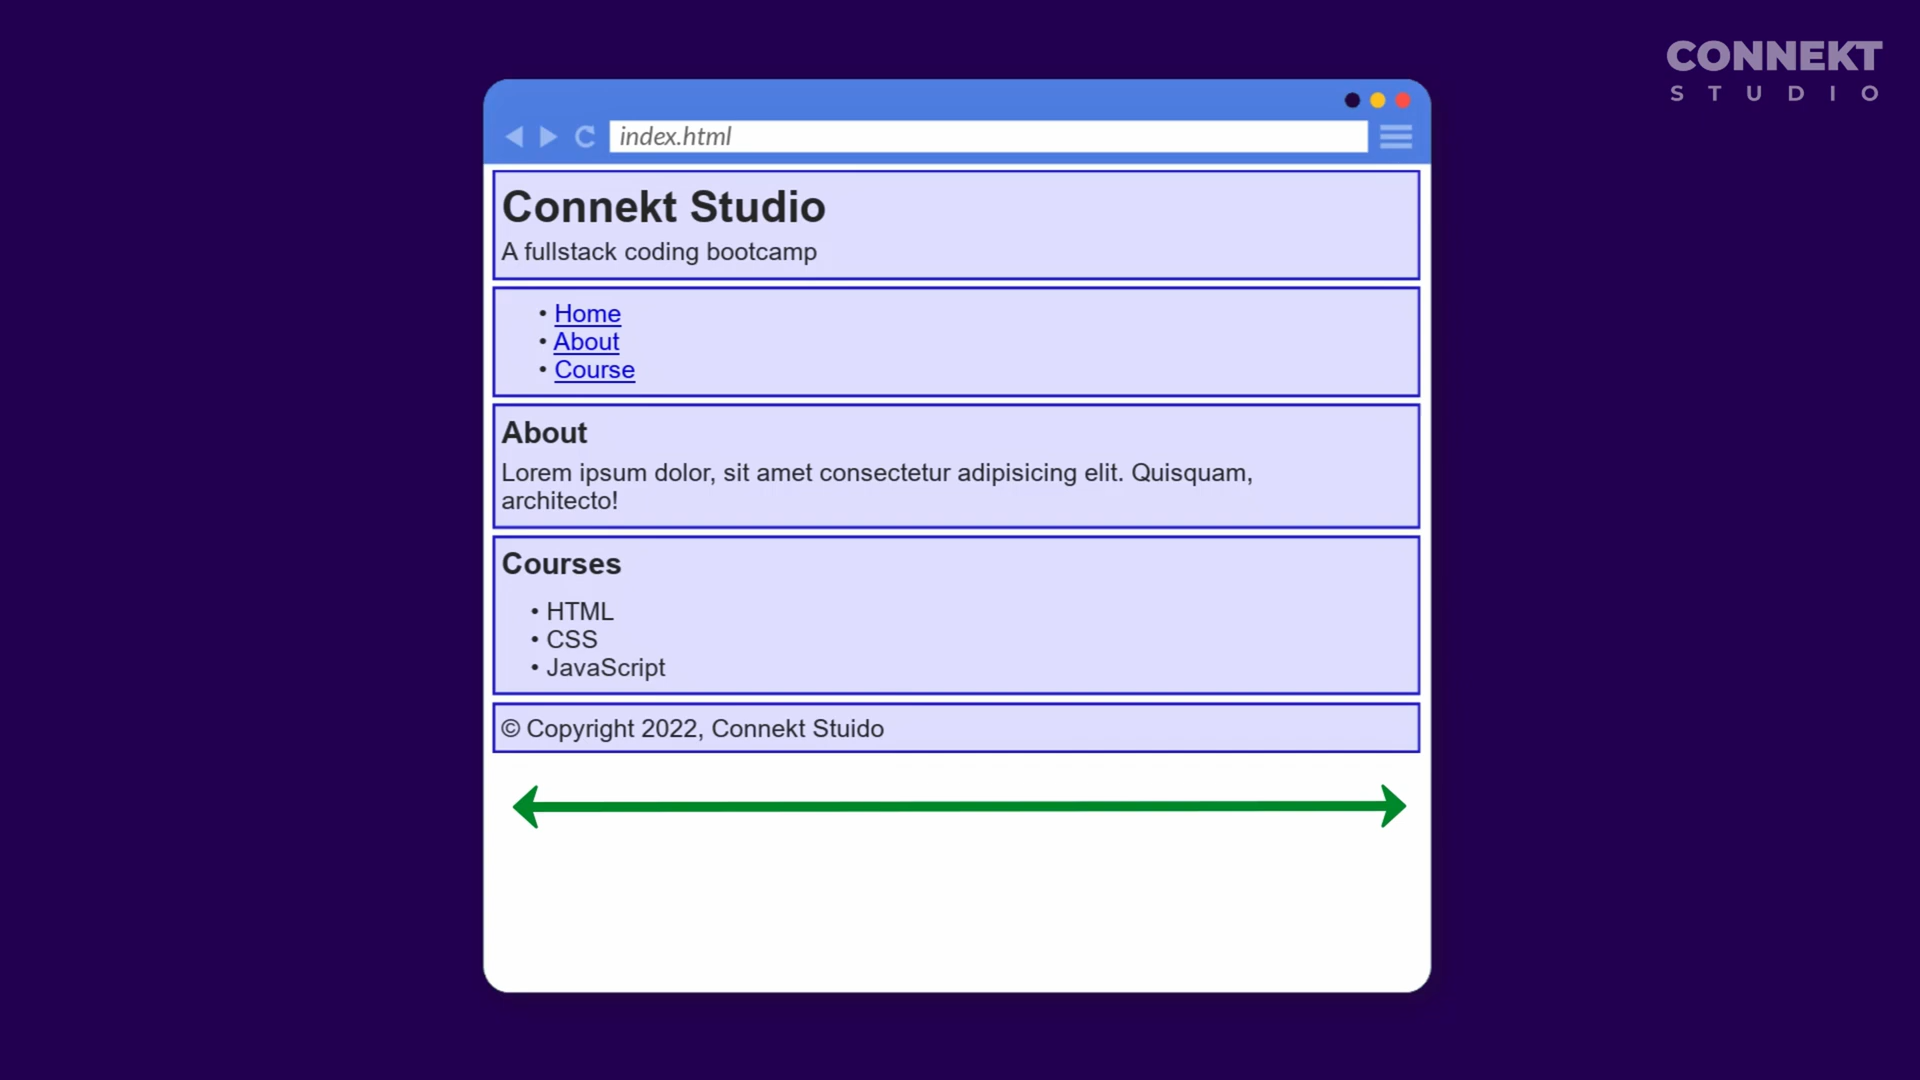 CONNEKT
STUDIO
index.html
Connekt Studio
A fullstack coding bootcamp
• Home
• About
• Course
About
Lorem ipsum dolor, sit amet consectetur adipisicing elit. Quisquam,
architecto!
Courses
• HTML
• CSS
• JavaScript
© Copyright 2022, Connekt Stuido